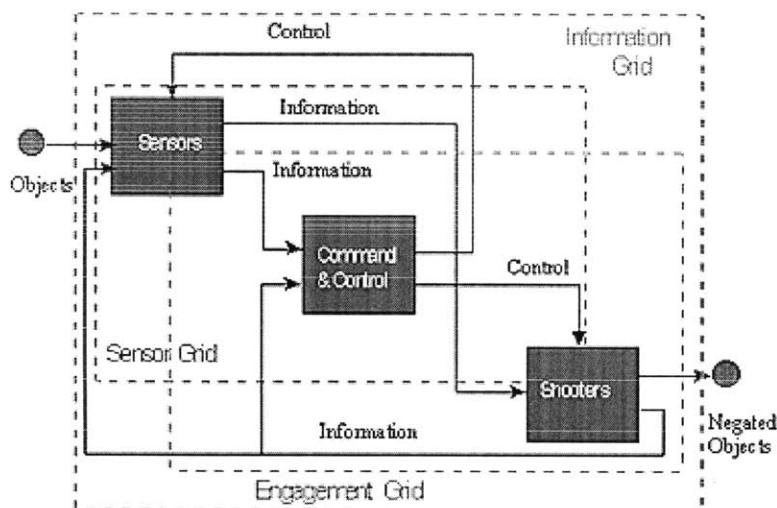 Control
Information
Grid
Information
Sensors
Information
Objects
Command
& Control
Control
Sensor Grid
Shooters
Information
Negated
Objects
Engagement Grid